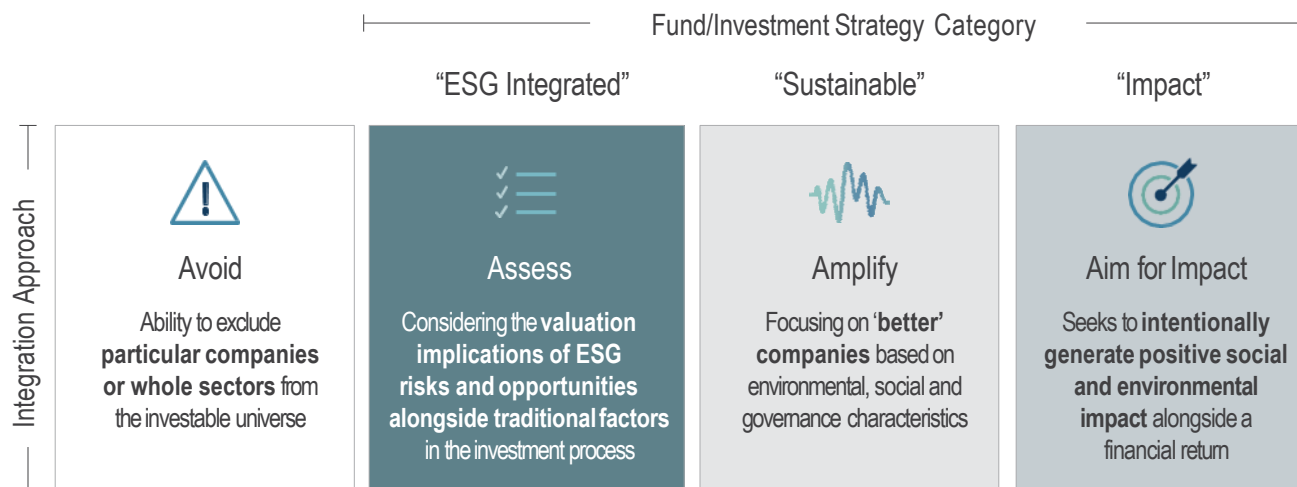 Fund/Investment Strategy Category
“ESG Integrated”
“Sustainable”
“Impact”
Integration Approach
Avoid
Ability to exclude
particular companies
or whole sectors from
the investable universe
Assess
Considering the valuation
implications of ESG
risks and opportunities
alongside traditional factors
in the investment process
Amplify
Focusing on ‘better’
companies based on
environmental, social and
governance characteristics
Aim for Impact
Seeks to intentionally
generate positive social
and environmental
impact alongside a
financial return